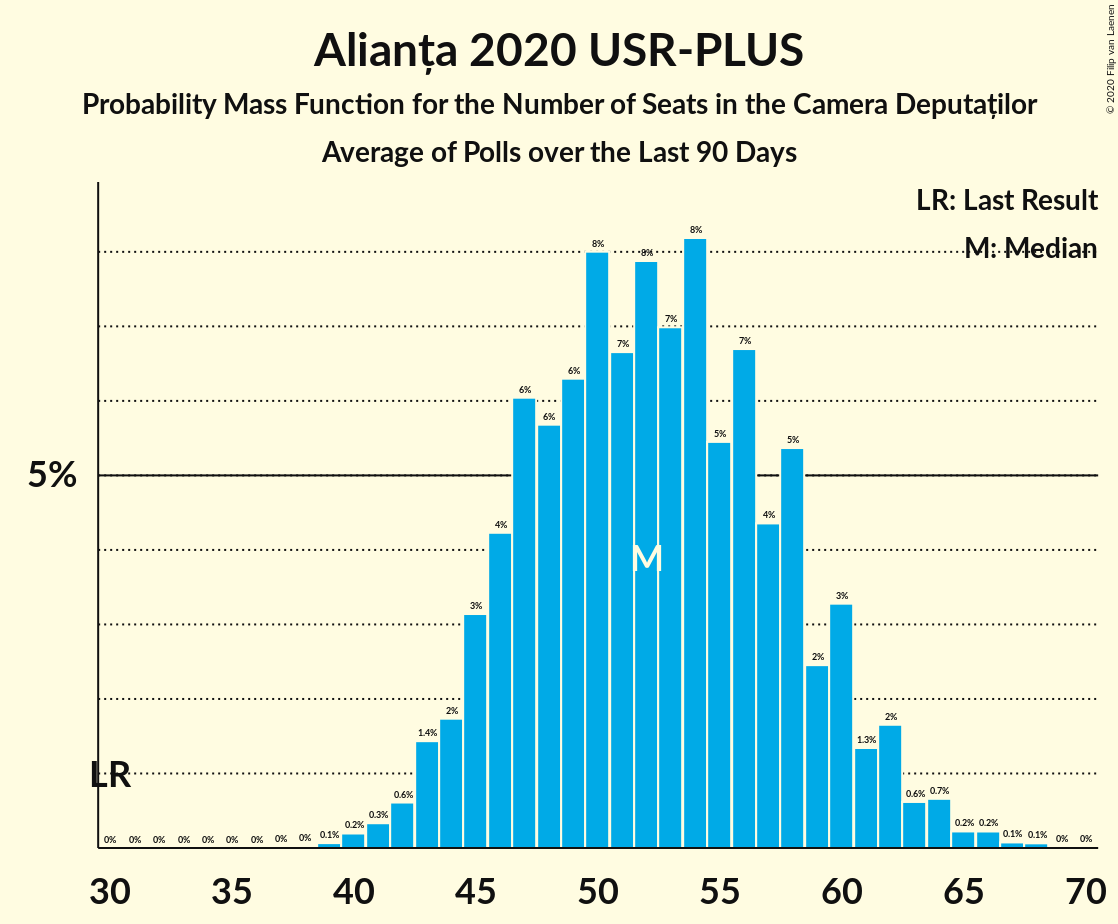 Alianța 2020 USR-PLUS
Probability Mass Function for the Number of Seats in the Camera Deputaților
Average of Polls over the Last 90 Days
© 2020 Filip van Laenen
LR: Last Result
M: Median
5%
LR
M
0% 0% 0% 0% 0% 0% 0% 0% 0% 0.1% 0.2% 0.3% 0.6% 1.4% 2% 3% 4% 6% 6% 6% 8% 7% 8% 7% 8% 5% 7% 4% 5% 2% 3% 1.3% 2% 0.6% 0.7% 0.2% 0.2% 0.1% 0.1% 0% 0%
30 35 40 45 50 55 60 65 70